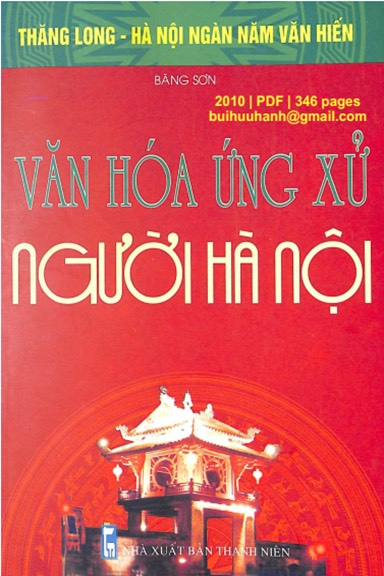 THĂNG LONG - HÀ NỘI NGÀN NĂM VĂN HIẾN
BĂNG SƠN
2010 | PDF | 346 pages
buihuuhanh@gmail.com
VĂN HÓA ỨNG XỬ
NGƯỜI HÀ NỘI
NHÀ XUẤT BẢN THANH NIÊN